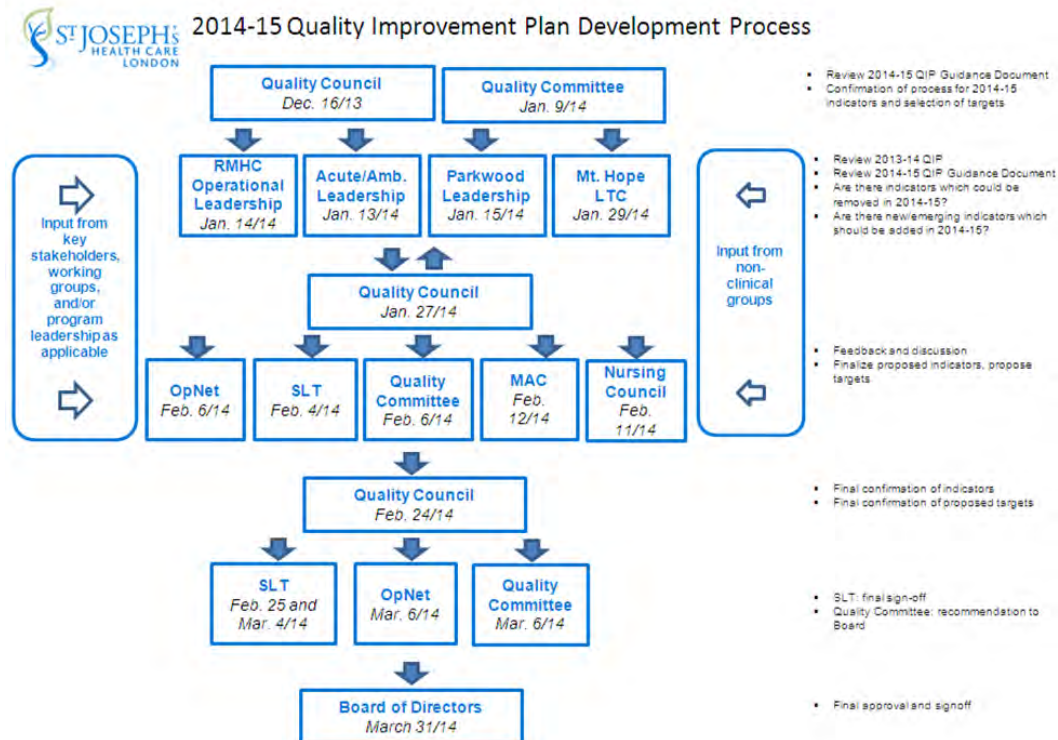 ST JOSEPH'S
HEALTH CARE
LONDON
2014-15 Quality Improvement Plan Development Process
Quality Council
Dec. 16/13
Quality Committee
Jan. 9/14
▪ Review 2014-15 QIP Guidance Document
▪ Confirmation of process for 2014-15
indicators and selection of targets
RMHC
Operational
Leadership
Jan. 14/14
Acute/Amb.
Leadership
Jan. 13/14
Parkwood
Leadership
Jan. 15/14
Mt. Hope
LTC
Jan. 29/14
▪ Review 2013-14 QIP
▪ Review 2014-15 QIP Guidance Document
▪ Are there indicators which could be
removed in 2014-15?
▪ Are there new/emerging indicators which
should be added in 2014-15?
Input from
key
stakeholders,
working
groups,
and/or
program
leadership as
applicable
Input from
non-
clinical
groups
Quality Council
Jan. 27/14
OpNet
Feb. 6/14
SLT
Feb. 4/14
Quality
Committee
Feb. 6/14
MAC
Feb.
12/14
Nursing
Council
Feb.
11/14
▪ Feedback and discussion
▪ Finalize proposed indicators, propose
targets
Quality Council
Feb. 24/14
▪ Final confirmation of indicators
▪ Final confirmation of proposed targets
SLT
Feb. 25 and
Mar. 4/14
OpNet
Mar. 6/14
Quality
Committee
Mar. 6/14
▪ SLT: final sign-off
▪ Quality Committee: recommendation to
Board
Board of Directors
March 31/14
▪ Final approval and signoff